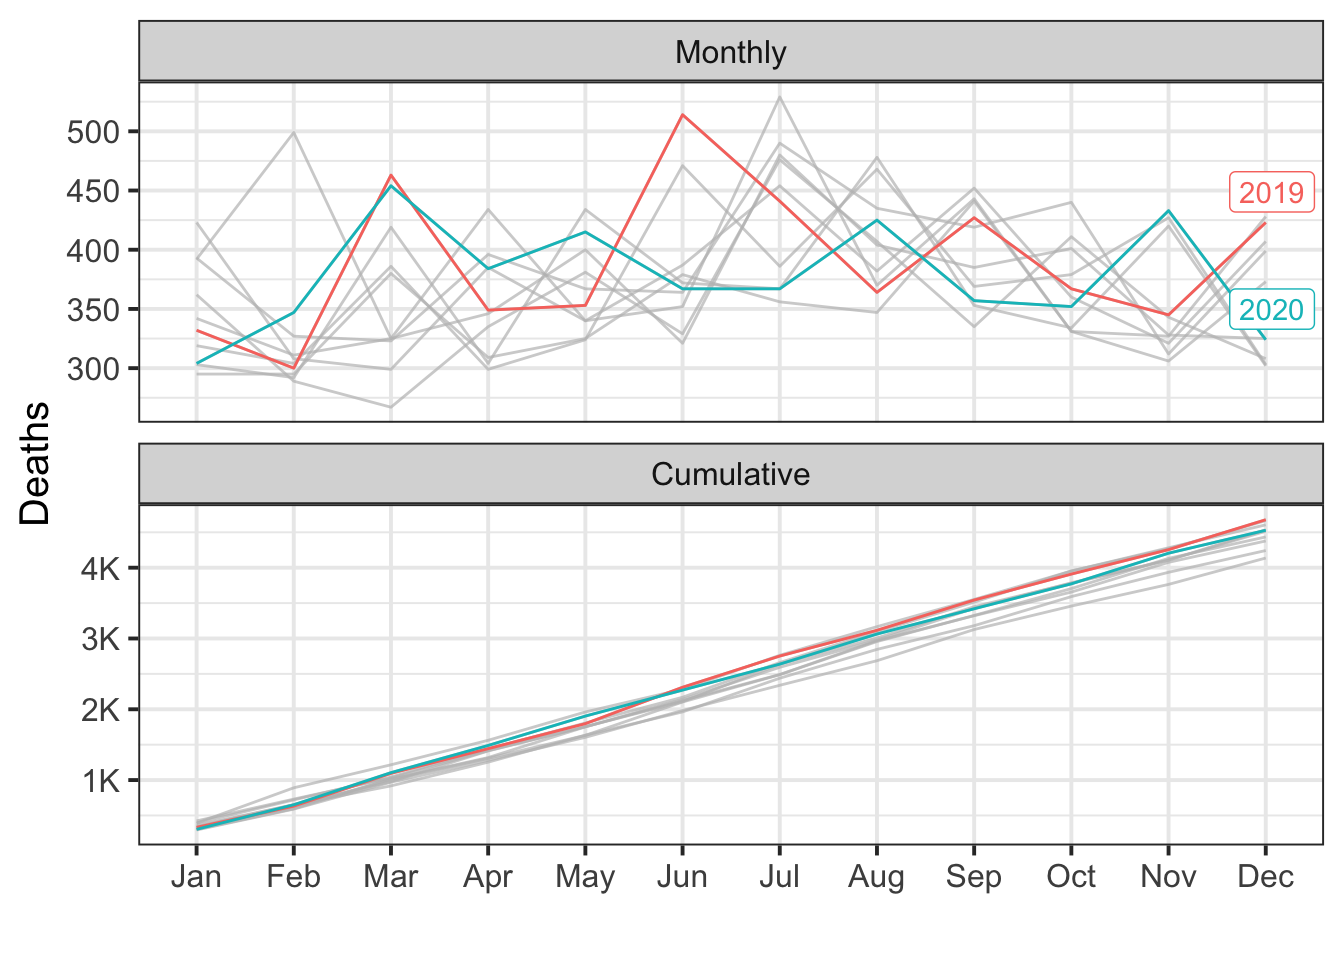 Monthly
500
450
400
350
300
2019
2020
Deaths
Cumulative
4K
3K
2K
1K
Jan Feb Mar Apr May Jun Jul Aug Sep Oct Nov Dec